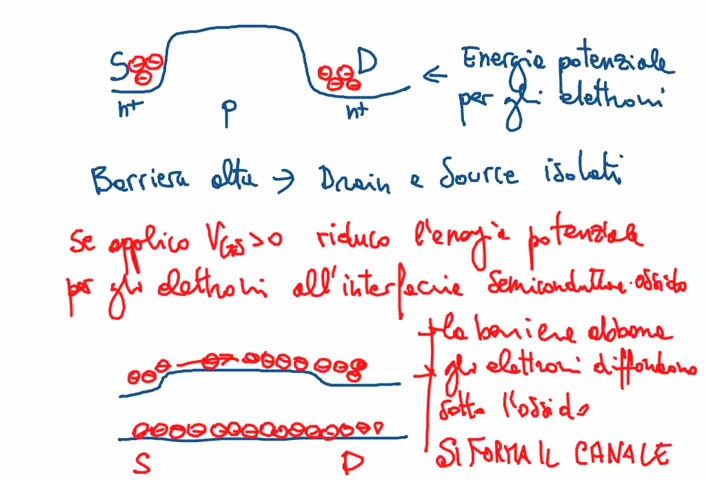 S D
n+ p n+
← Energia potenziale
per gli elettroni
Barriera alta → Drain e Source isolati
Se applico VGS>0 riduco l'energia potenziale
per gli elettroni all'interfaccia semiconduttore-ossido
→ la barriera abbassa
→ gli elettroni diffondono
sotto l'ossido
SI FORMA IL CANALE
S D